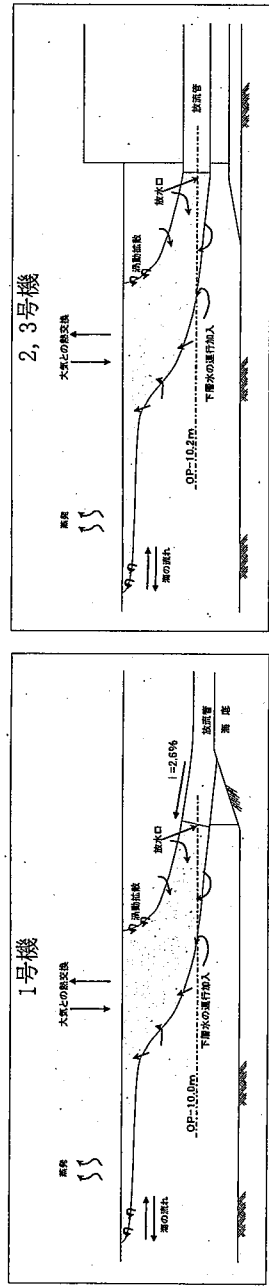 1号機
蒸発
大気との熱交換
渦動拡散
海の流れ
i=2.6%
放水口
放流管
海底
OP-10.0m
下層水の連行加入
2,3号機
蒸発
大気との熱交換
渦動拡散
海の流れ
放水口
放流管
OP-10.2m
下層水の連行加入